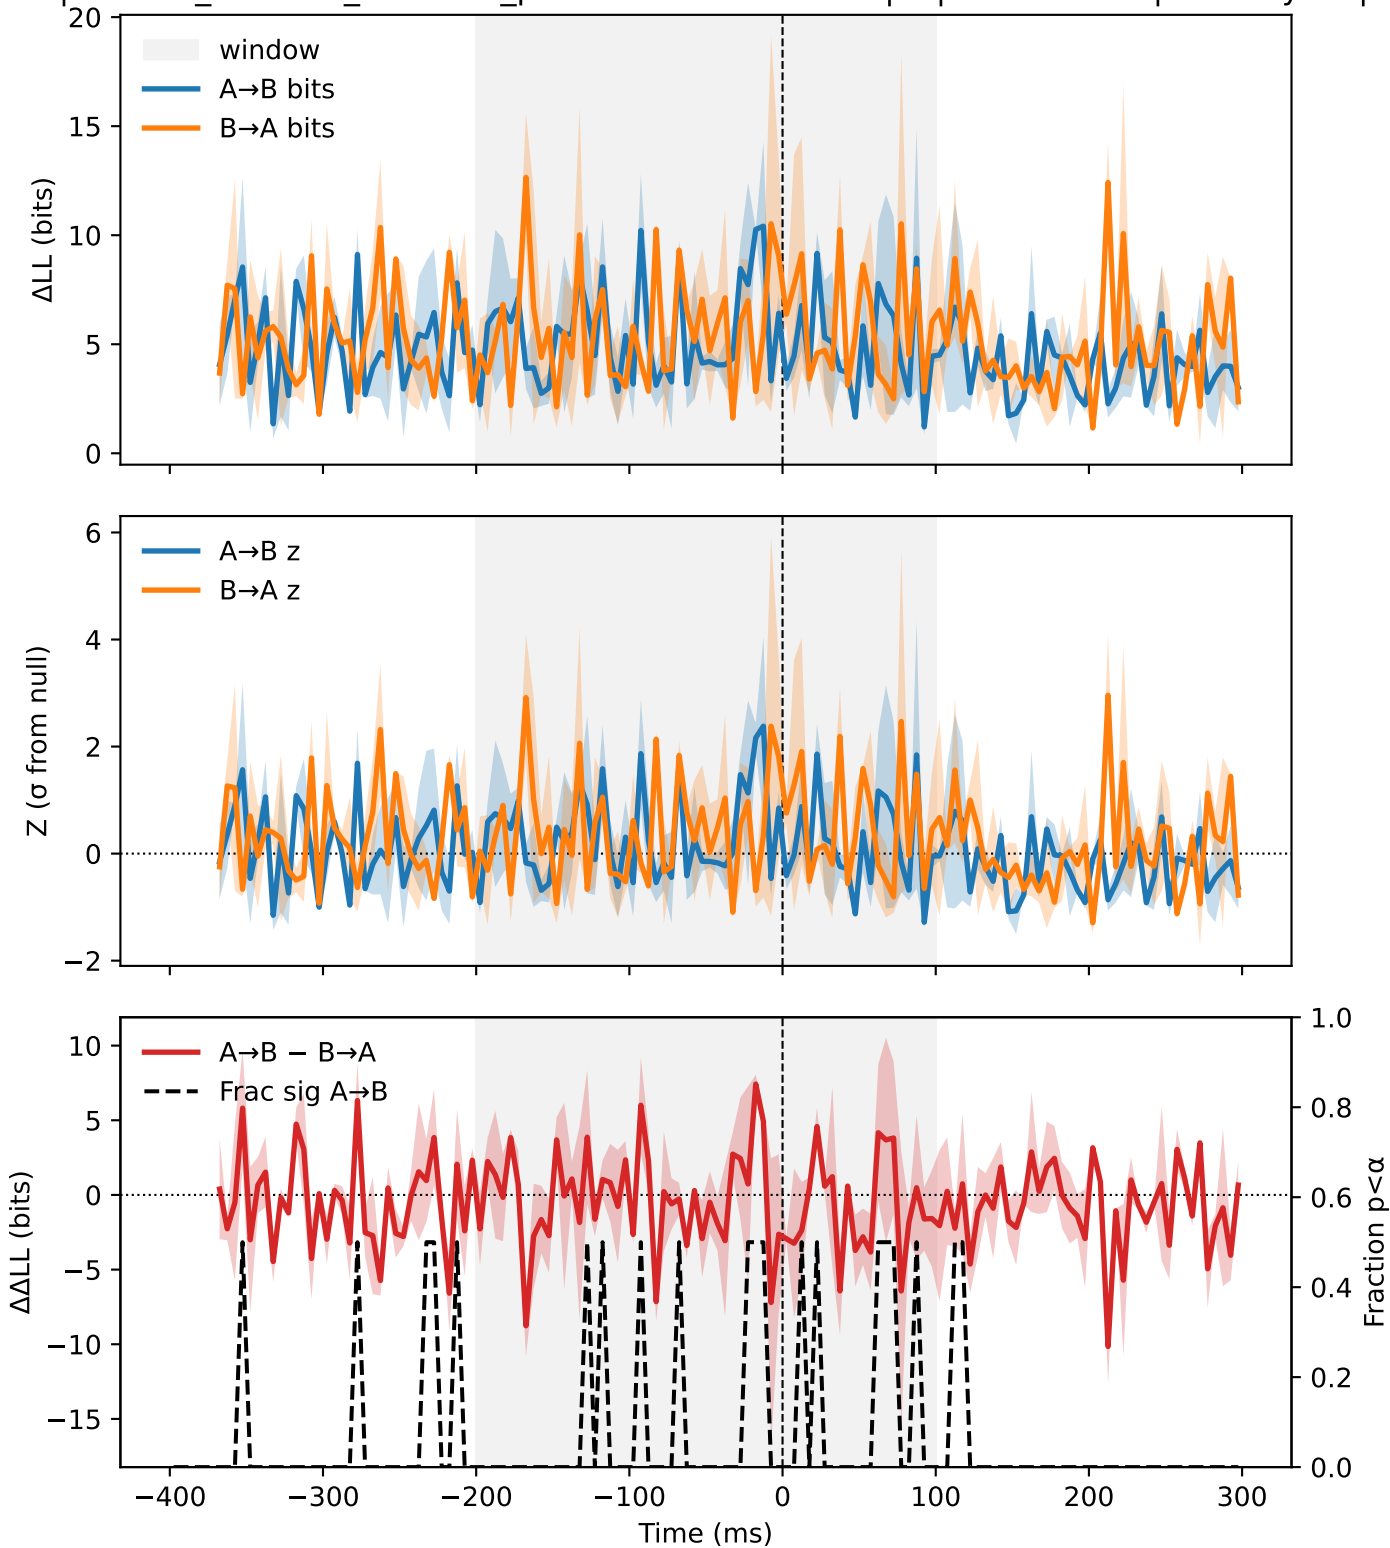 20
15
10
5
0
ΔLL (bits)
window
A→B bits
B→A bits
6
4
2
0
−2
Z (σ from null)
A→B z
B→A z
10
5
0
−5
−10
−15
ΔΔLL (bits)
A→B − B→A
Frac sig A→B
1.0
0.8
0.6
0.4
0.2
0.0
Fraction p<α
−400 −300 −200 −100 0 100 200 300
Time (ms)